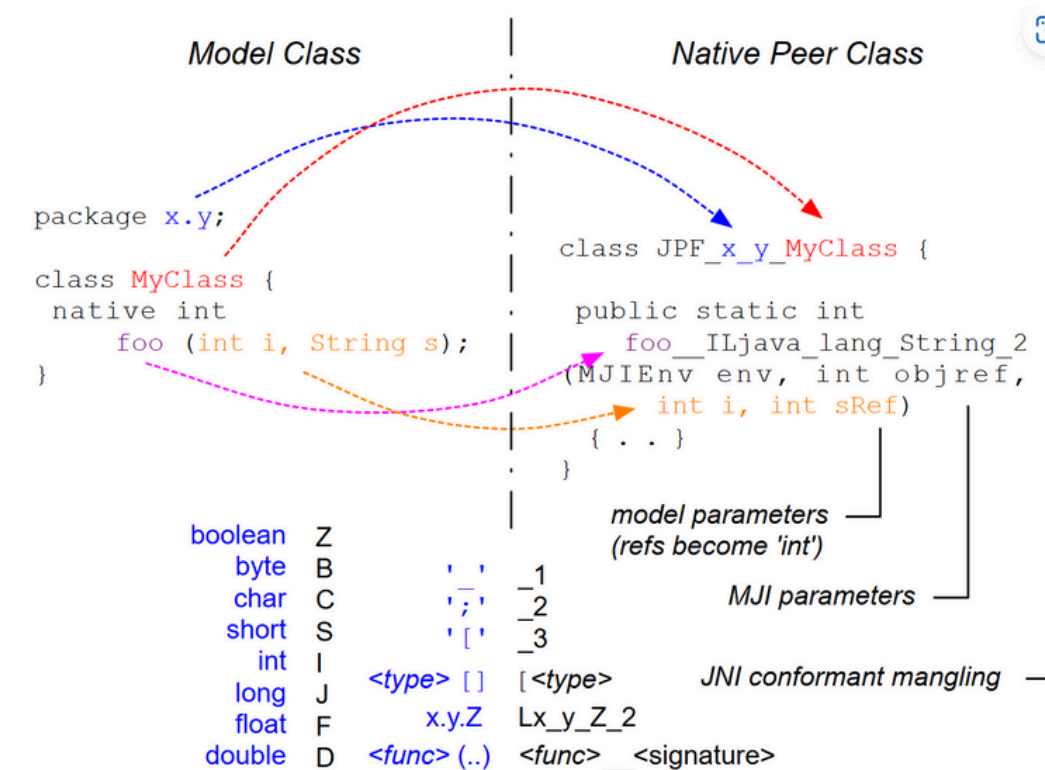 Model Class
Native Peer Class
package x.y;
class MyClass {
native int
foo (int i, String s);
}
class JPF_x_y_MyClass {
public static int
foo__ILjava_lang_String_2
(MJIEnv env, int objref,
int i, int sRef)
{ . . }
}
model parameters
(refs become 'int')
MJI parameters
JNI conformant mangling
boolean Z
byte B
char C
short S
int I
long J
float F
double D
'_' _1
';' _2
'[' _3
<type> [] [<type>
x.y.Z Lx_y_Z_2
<func> (..) <func>__<signature>